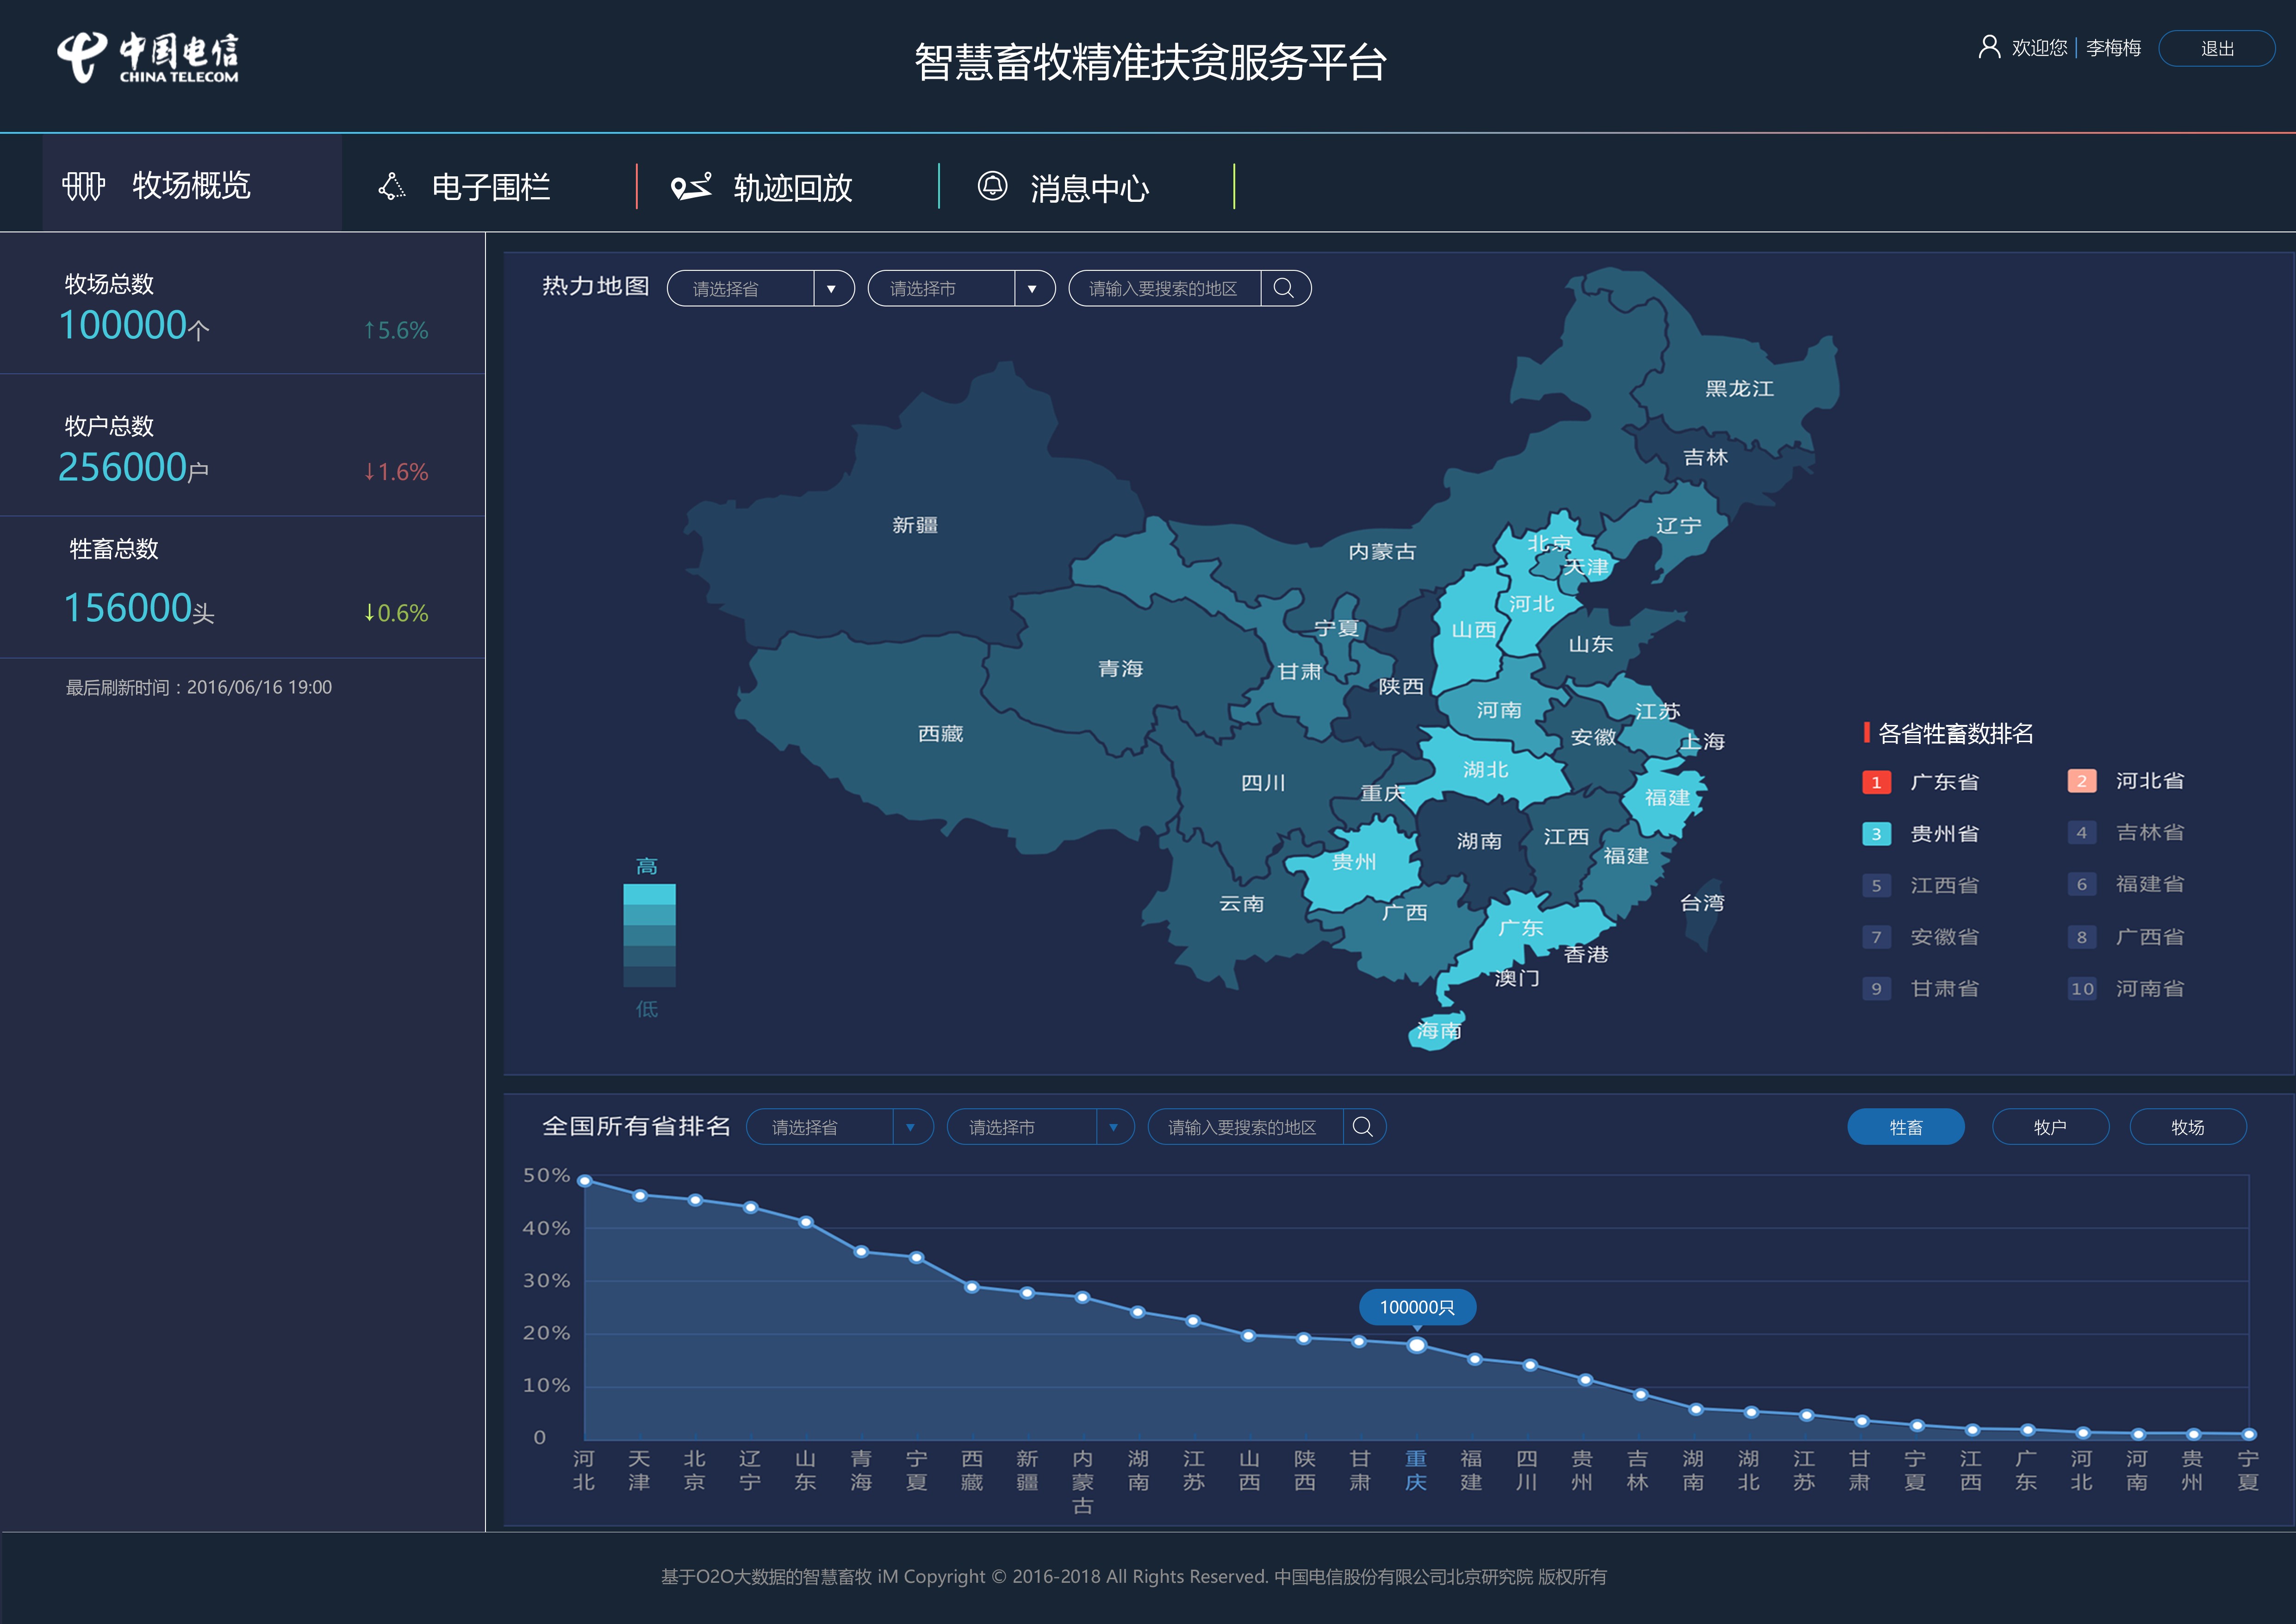 中国电信
CHINA TELECOM
智慧畜牧精准扶贫服务平台
欢迎您 | 李梅梅
退出
牧场概览
电子围栏
轨迹回放
消息中心
牧场总数
100000个
↑5.6%
牧户总数
256000户
↓1.6%
牲畜总数
156000头
↓0.6%
最后刷新时间：2016/06/16 19:00
热力地图
请选择省
请选择市
请输入要搜索的地区
黑龙江
吉林
辽宁
新疆
内蒙古
北京
天津
河北
山西
宁夏
山东
青海
甘肃
陕西
河南
江苏
西藏
安徽
上海
湖北
四川
重庆
福建
湖南
江西
福建
贵州
云南
广西
台湾
广东
香港
澳门
海南
高
低
各省牲畜数排名
1 广东省
2 河北省
3 贵州省
4 吉林省
5 江西省
6 福建省
7 安徽省
8 广西省
9 甘肃省
10 河南省
全国所有省排名
请选择省
请选择市
请输入要搜索的地区
牲畜
牧户
牧场
50%
40%
30%
20%
10%
0
100000只
河北
天津
北京
辽宁
山东
青海
宁夏
西藏
新疆
内蒙古
湖南
江苏
山西
陕西
甘肃
重庆
福建
四川
贵州
吉林
湖南
湖北
江苏
甘肃
宁夏
江西
广东
河北
河南
贵州
宁夏
基于O2O大数据的智慧畜牧 iM Copyright © 2016-2018 All Rights Reserved. 中国电信股份有限公司北京研究院 版权所有